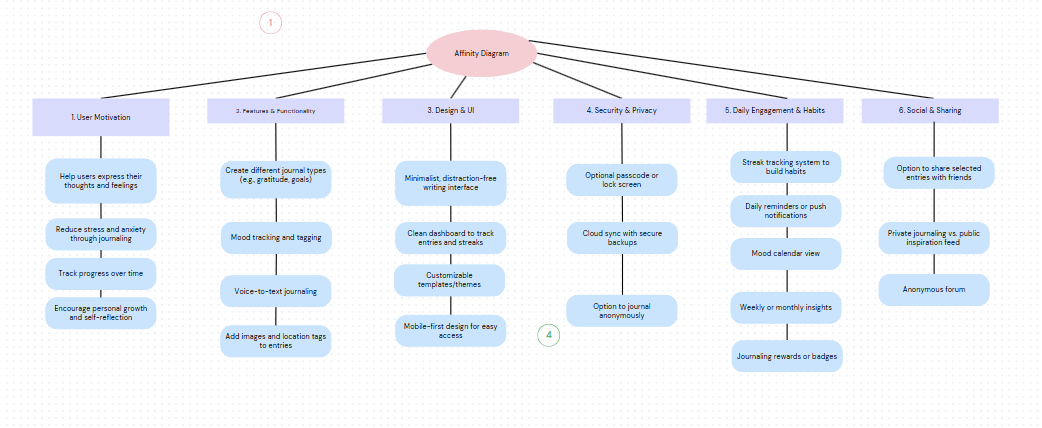 1
Affinity Diagram
1. User Motivation
Help users express their
thoughts and feelings
Reduce stress and anxiety
through journaling
Track progress over time
Encourage personal growth
and self-reflection
2. Features & Functionality
Create different journal types
(e.g., gratitude, goals)
Mood tracking and tagging
Voice-to-text journaling
Add images and location tags
to entries
3. Design & UI
Minimalist, distraction-free
writing interface
Clean dashboard to track
entries and streaks
Customizable
templates/themes
Mobile-first design for easy
access
4. Security & Privacy
Optional passcode or
lock screen
Cloud sync with secure
backups
Option to journal
anonymously
4
5. Daily Engagement & Habits
Streak tracking system to
build habits
Daily reminders or push
notifications
Mood calendar view
Weekly or monthly insights
Journaling rewards or badges
6. Social & Sharing
Option to share selected
entries with friends
Private journaling vs. public
inspiration feed
Anonymous forum